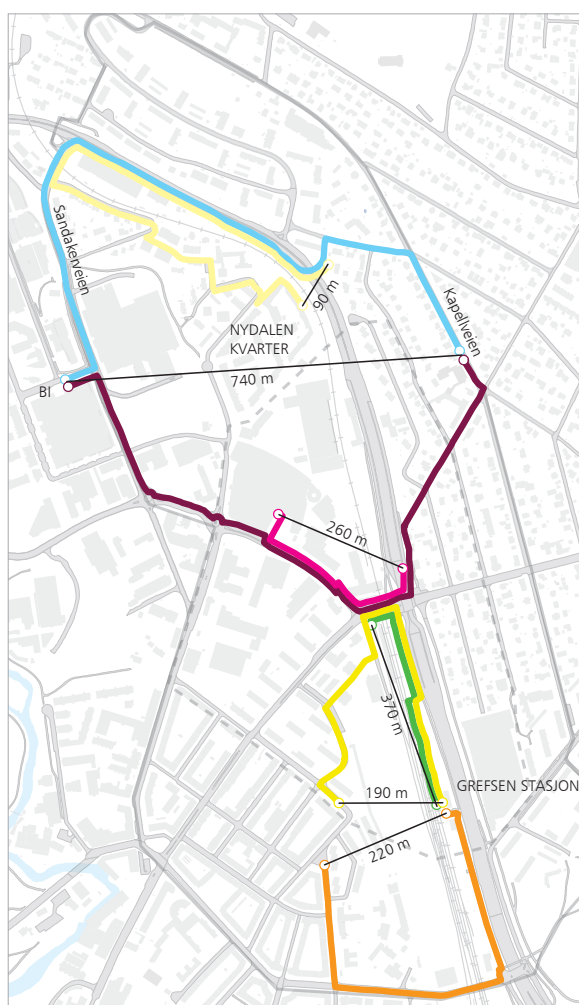 Sandakerveien
90 m
Kapellveien
NYDALEN
KVARTER
740 m
BI
260 m
370 m
GREFSEN STASJON
190 m
220 m